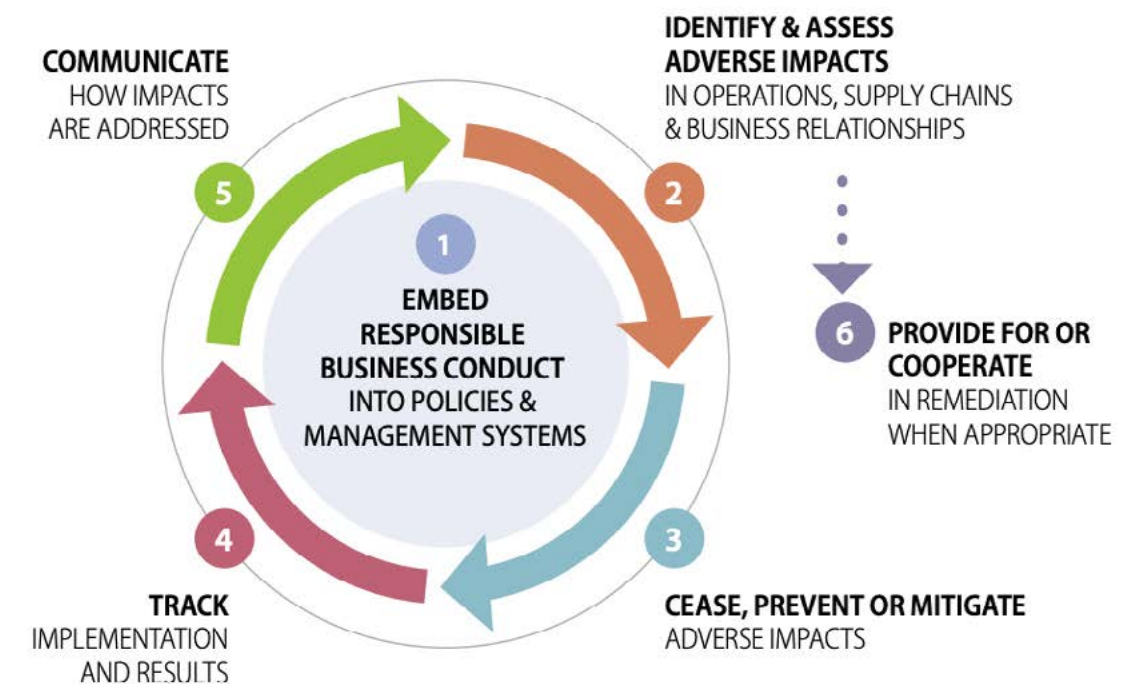 1
EMBED
RESPONSIBLE
BUSINESS CONDUCT
INTO POLICIES &
MANAGEMENT SYSTEMS
2
IDENTIFY & ASSESS
ADVERSE IMPACTS
IN OPERATIONS, SUPPLY CHAINS
& BUSINESS RELATIONSHIPS
3
CEASE, PREVENT OR MITIGATE
ADVERSE IMPACTS
4
TRACK
IMPLEMENTATION
AND RESULTS
5
COMMUNICATE
HOW IMPACTS
ARE ADDRESSED
6
PROVIDE FOR OR
COOPERATE
IN REMEDIATION
WHEN APPROPRIATE